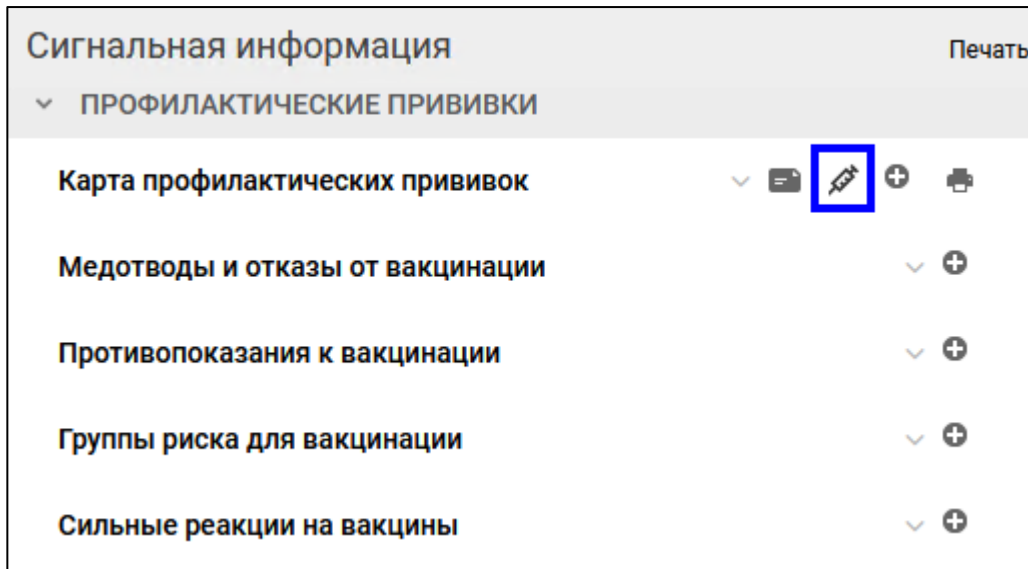 Сигнальная информация Печать
ПРОФИЛАКТИЧЕСКИЕ ПРИВИВКИ
Карта профилактических прививок
Медотводы и отказы от вакцинации
Противопоказания к вакцинации
Группы риска для вакцинации
Сильные реакции на вакцины